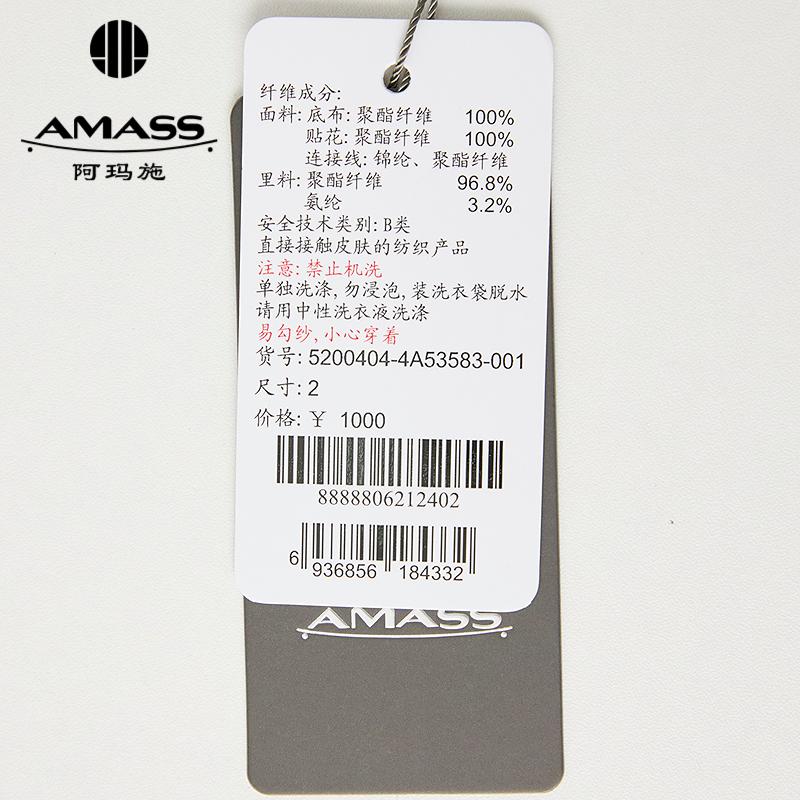 AMASS
阿玛施
纤维成分:
面料: 底布: 聚酯纤维 100%
贴花: 聚酯纤维 100%
连接线: 锦纶、聚酯纤维
里料: 聚酯纤维 96.8%
氨纶 3.2%
安全技术类别: B类
直接接触皮肤的纺织产品
注意: 禁止机洗
单独洗涤, 勿浸泡, 装洗衣袋脱水
请用中性洗衣液洗涤
易勾纱, 小心穿着
货号: 5200404-4A53583-001
尺寸: 2
价格: ¥ 1000
8888806212402
6 936856 184332
AMASS